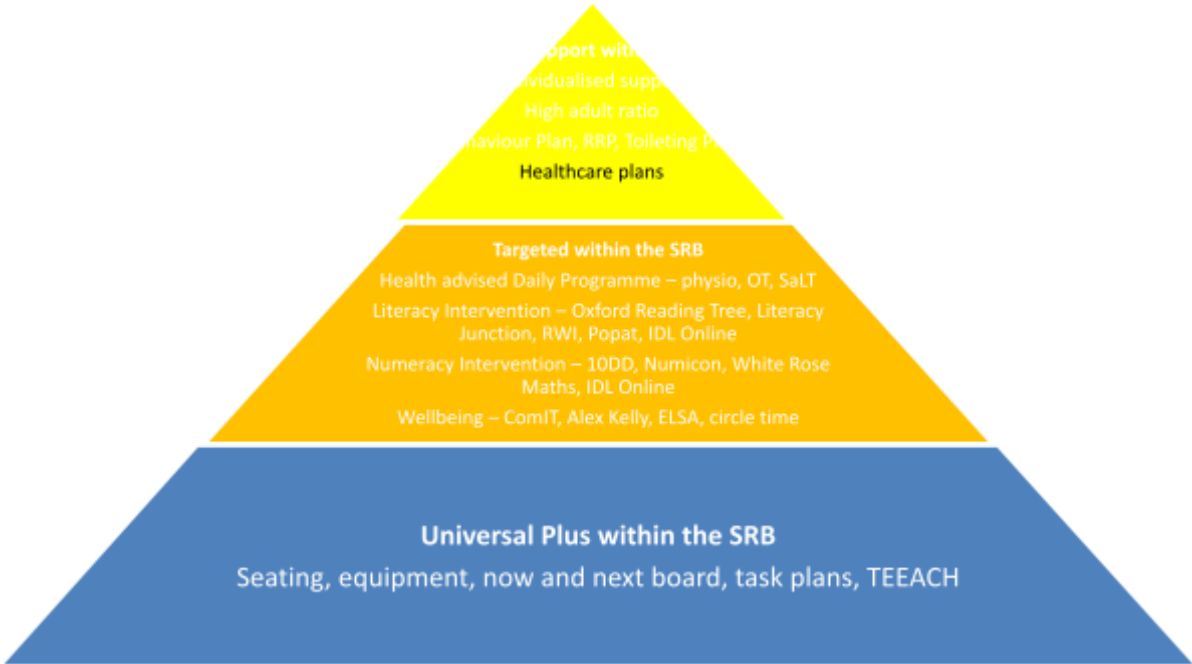 High adult ratio
Plan, RRP, Toileting
Healthcare plans
Targeted within the SRB
Health advised Daily Programme – physio, OT, SaLT
Literacy Intervention – Oxford Reading Tree, Literacy
Junction, RWI, Popat, IDL Online
Numeracy Intervention – 10DD, Numicon, White Rose
Maths, IDL Online
Wellbeing – ComIT, Alex Kelly, ELSA, circle time
Universal Plus within the SRB
Seating, equipment, now and next board, task plans, TEEACH